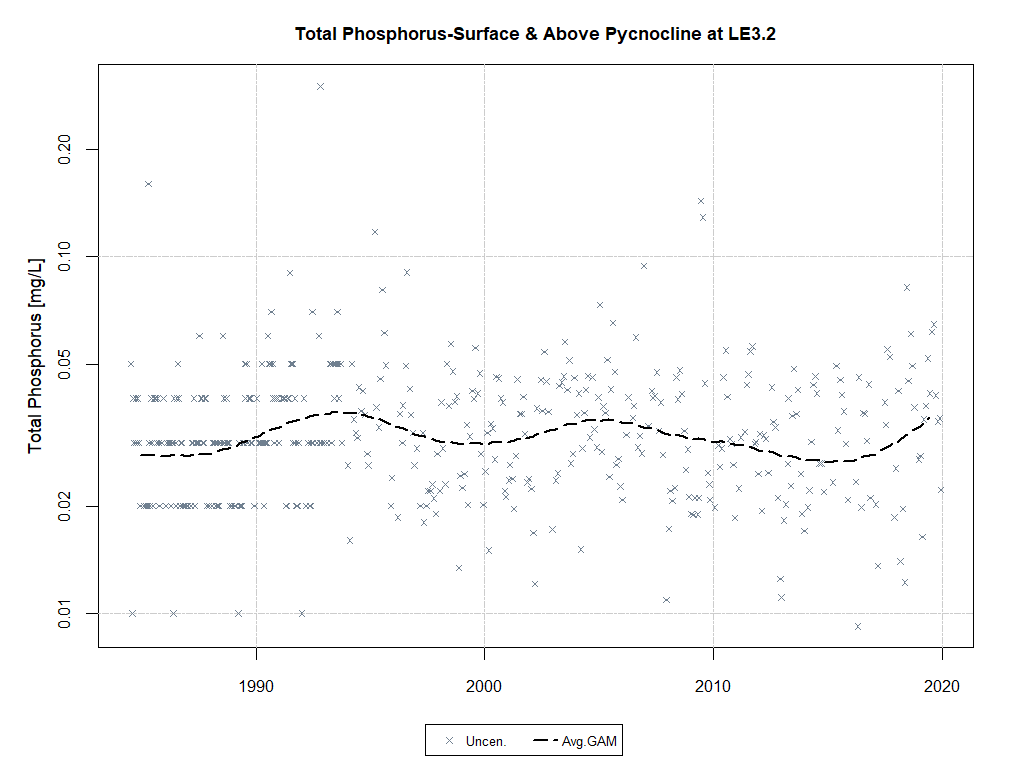 Total Phosphorus-Surface & Above Pycnocline at LE3.2
Total Phosphorus [mg/L]
0.20
0.10
0.05
0.02
0.01
1990 2000 2010 2020
Uncen. Avg.GAM